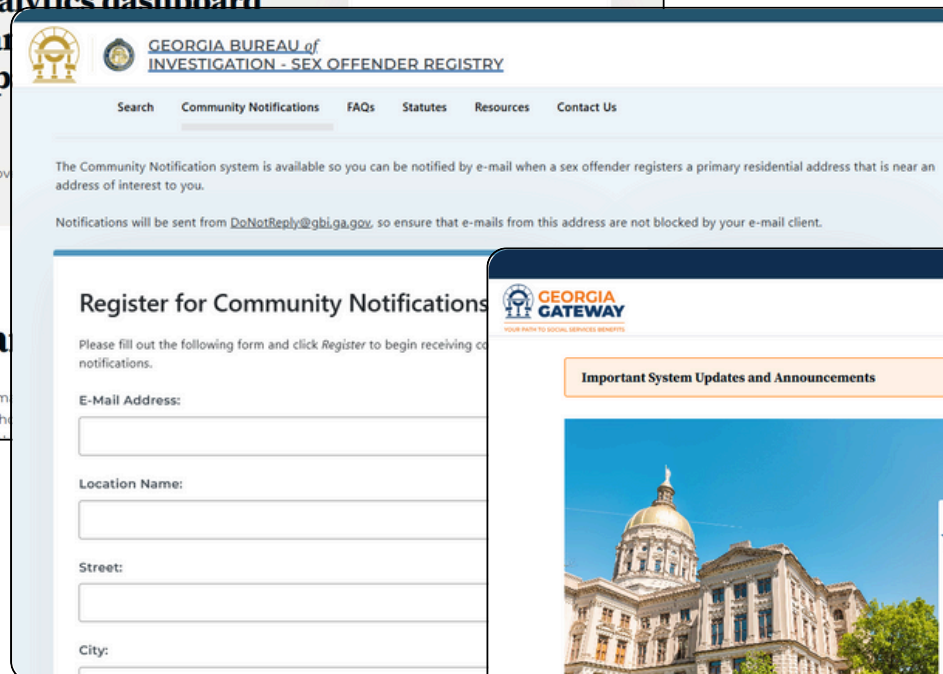 alytics dashboard
GEORGIA BUREAU of
INVESTIGATION - SEX OFFENDER REGISTRY
Search Community Notifications FAQs Statutes Resources Contact Us
The Community Notification system is available so you can be notified by e-mail when a sex offender registers a primary residential address that is near an
address of interest to you.
Notifications will be sent from DoNotReply@gbi.ga.gov, so ensure that e-mails from this address are not blocked by your e-mail client.
Register for Community Notifications
Please fill out the following form and click Register to begin receiving co
notifications.
E-Mail Address:
Location Name:
Street:
City:
GEORGIA
GATEWAY
YOUR PATH TO SOCIAL SERVICES BENEFITS
Important System Updates and Announcements